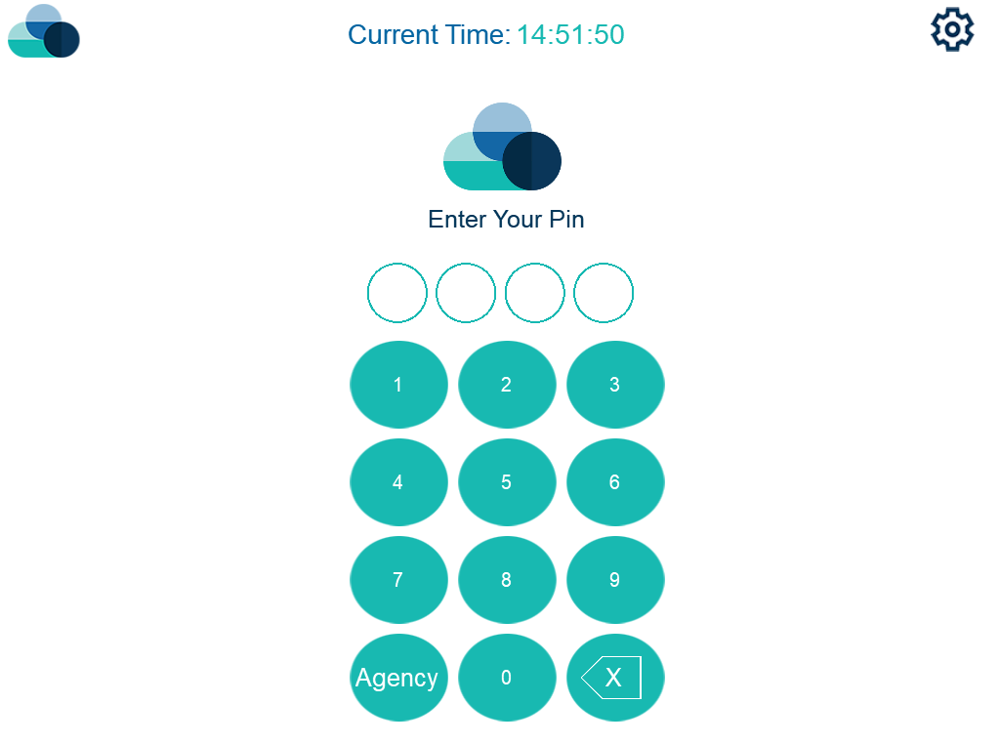 Current Time: 14:51:50
Enter Your Pin
1 2 3
4 5 6
7 8 9
Agency 0 X